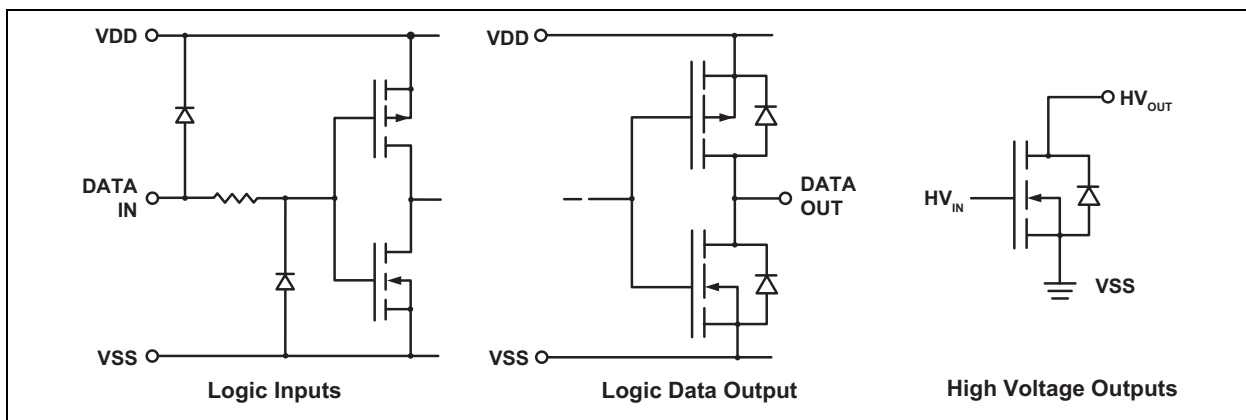 VDD
DATA
IN
VSS
Logic Inputs
VDD
DATA
OUT
VSS
Logic Data Output
HVOUT
HVIN
VSS
High Voltage Outputs